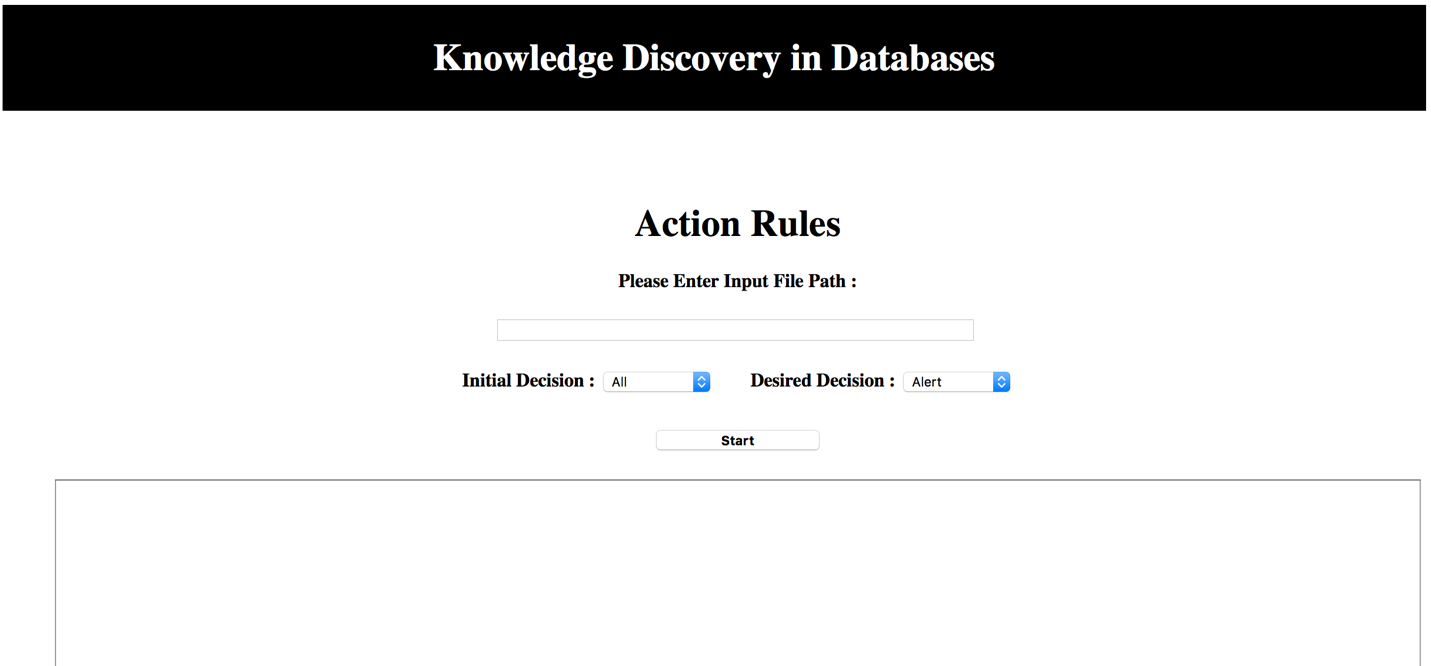 Knowledge Discovery in Databases
Action Rules
Please Enter Input File Path :
Initial Decision : All Desired Decision : Alert
Start